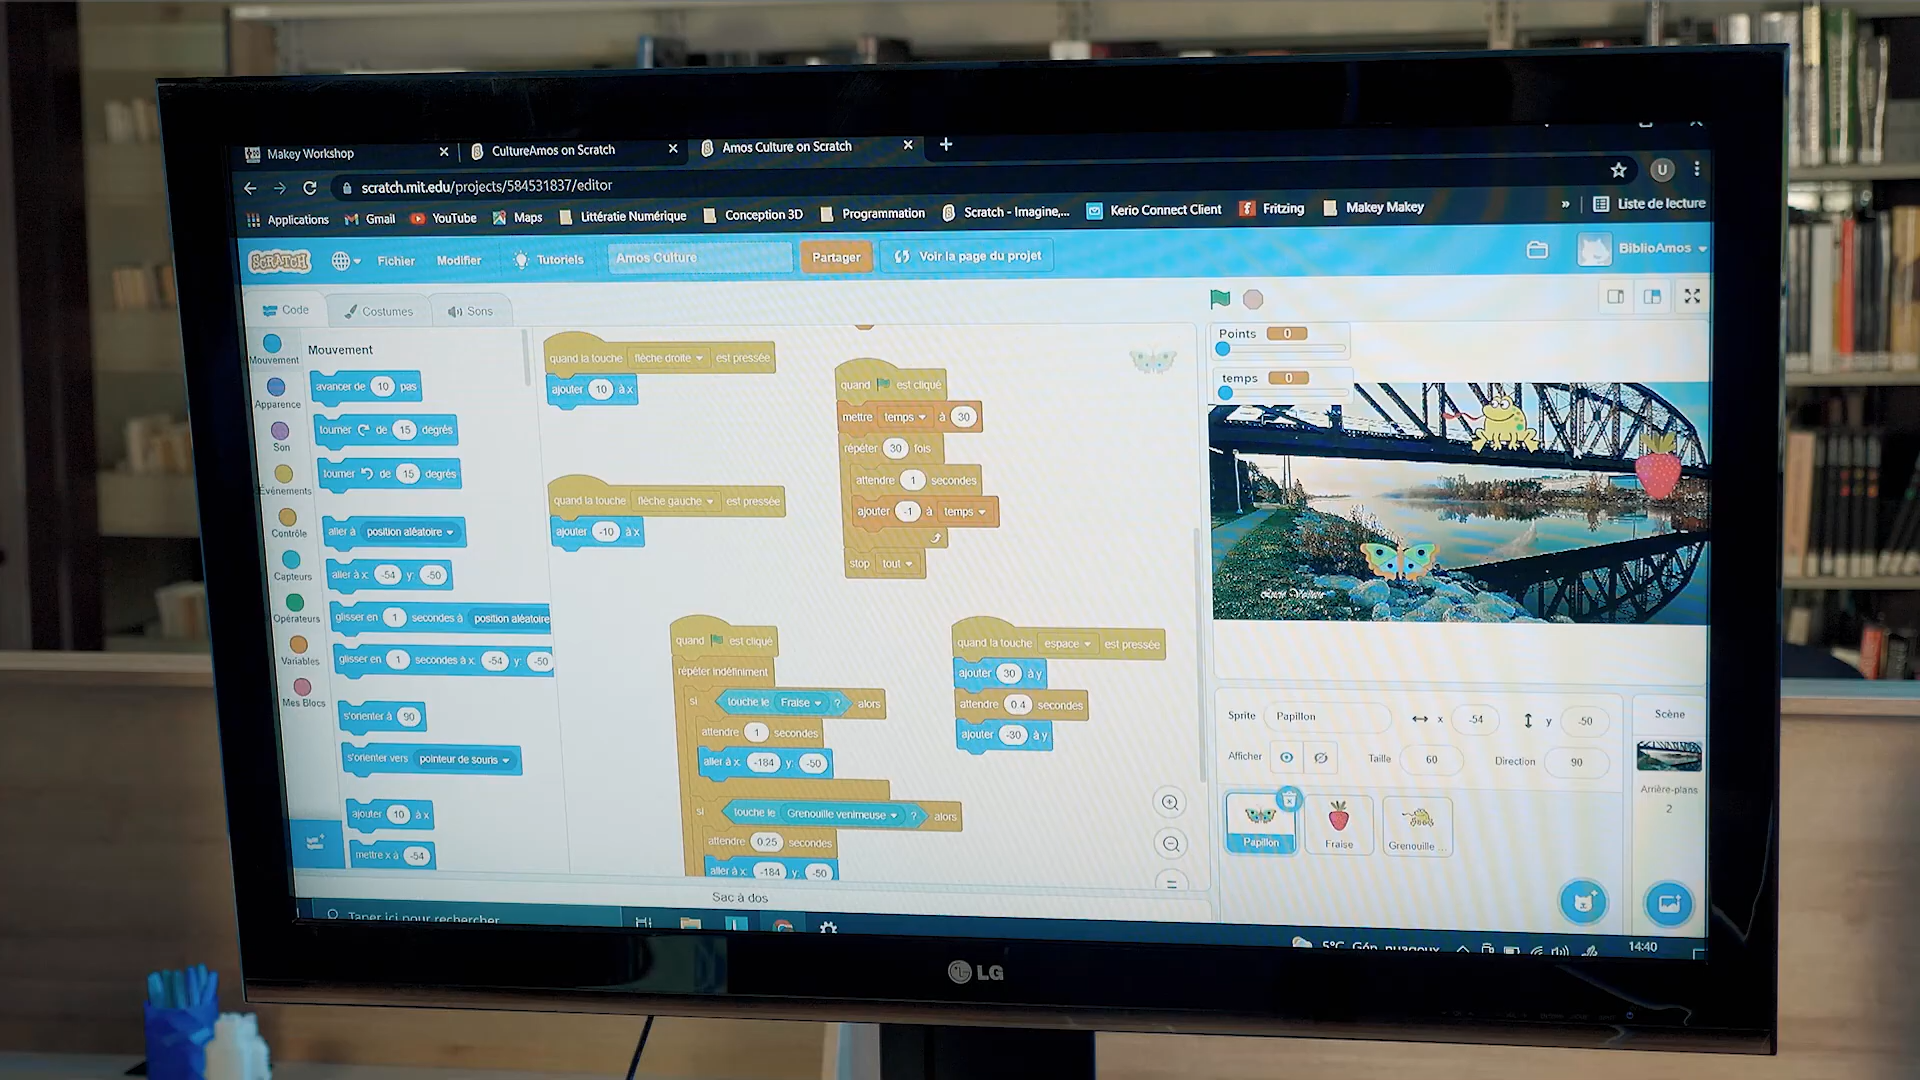 Makey Workshop
CultureAmos on Scratch
Amos Culture on Scratch
scratch.mit.edu/projects/584531837/editor
U
Applications
Gmail
YouTube
Maps
Littératie Numérique
Conception 3D
Programmation
Scratch - Imagine,...
Kerio Connect Client
Fritzing
Makey Makey
»
Liste de lecture
SCRATCH
Fichier
Modifier
Tutoriels
Amos Culture
Partager
Voir la page du projet
BiblioAmos
Code
Costumes
Sons
Mouvement
Apparence
Son
Événements
Contrôle
Capteurs
Opérateurs
Variables
Mes Blocs
Mouvement
avancer de 10 pas
tourner de 15 degrés
tourner de 15 degrés
aller à position aléatoire
aller à x: -54 y: -50
glisser en 1 secondes à position aléatoire
glisser en 1 secondes à x: -54 y: -50
s'orienter à 90
s'orienter vers pointeur de souris
ajouter 10 à x
mettre x à -54
quand la touche flèche droite est pressée
ajouter 10 à x
quand la touche flèche gauche est pressée
ajouter -10 à x
quand est cliqué
mettre temps à 30
répéter 30 fois
attendre 1 secondes
ajouter -1 à temps
stop tout
quand est cliqué
répéter indéfiniment
si touche le Fraise ? alors
attendre 1 secondes
aller à x: -184 y: -50
si touche le Grenouille venimeuse ? alors
attendre 0.25 secondes
aller à x: -184 y: -50
quand la touche espace est pressée
ajouter 30 à y
attendre 0.4 secondes
ajouter -30 à y
Sac à dos
Points 0
temps 0
Sprite Papillon x -54 y -50
Afficher Taille 60 Direction 90
Papillon
Fraise
Grenouille ...
Scène
Arrière-plans
2
Taper ici pour rechercher
5°C Gén. nuageux
14:40
LG